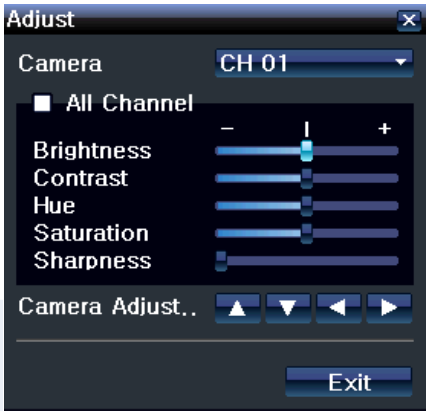 Adjust
Camera CH 01
All Channel
− | +
Brightness
Contrast
Hue
Saturation
Sharpness
Camera Adjust..
Exit